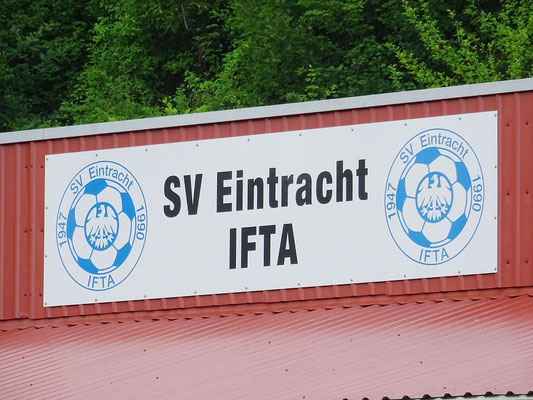 SV Eintracht
1947 1990
IFTA
SV Eintracht
IFTA
SV Eintracht
1947 1990
IFTA